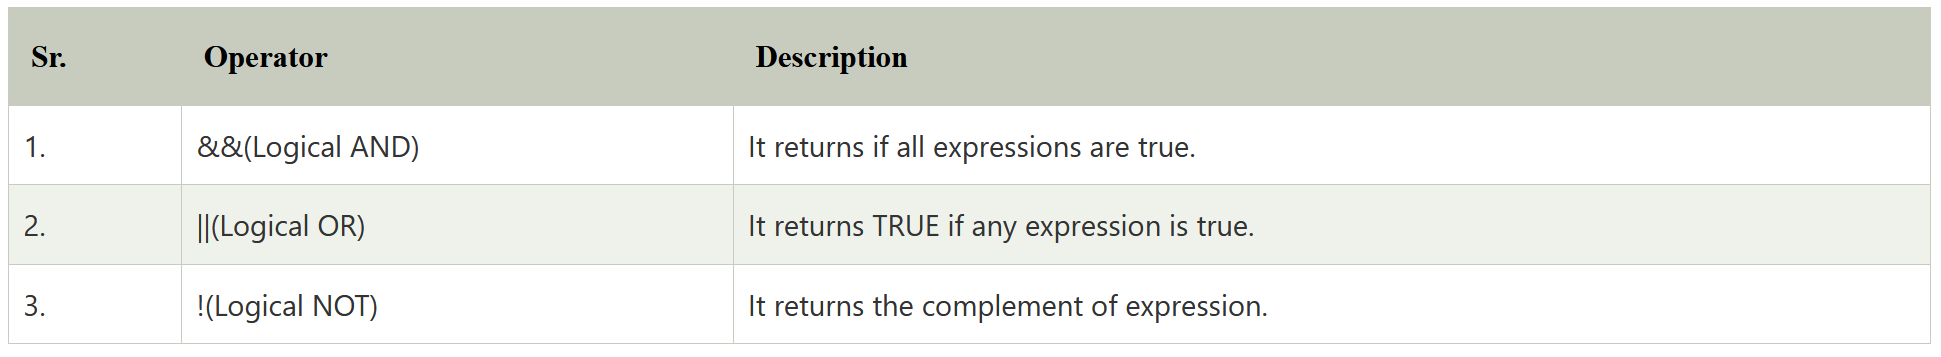 Sr. Operator Description
1. &&(Logical AND) It returns if all expressions are true.
2. ||(Logical OR) It returns TRUE if any expression is true.
3. !(Logical NOT) It returns the complement of expression.